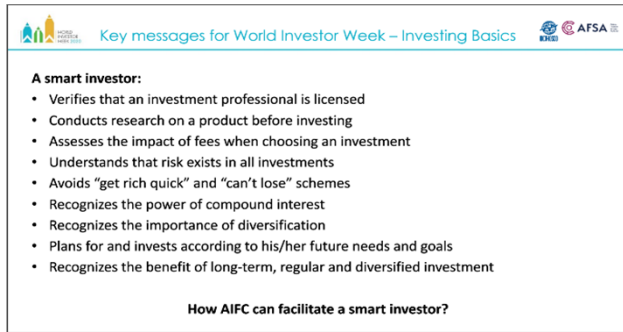 WORLD
INVESTOR
WEEK 2020
Key messages for World Investor Week – Investing Basics
AFSA
A smart investor:
• Verifies that an investment professional is licensed
• Conducts research on a product before investing
• Assesses the impact of fees when choosing an investment
• Understands that risk exists in all investments
• Avoids “get rich quick” and “can’t lose” schemes
• Recognizes the power of compound interest
• Recognizes the importance of diversification
• Plans for and invests according to his/her future needs and goals
• Recognizes the benefit of long-term, regular and diversified investment
How AIFC can facilitate a smart investor?